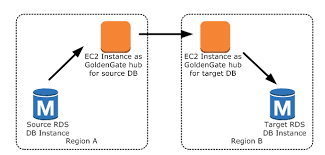 EC2 Instance as
GoldenGate hub
for source DB
EC2 Instance as
GoldenGate hub
for target DB
M
Source RDS
DB Instance
M
Target RDS
DB Instance
Region A
Region B